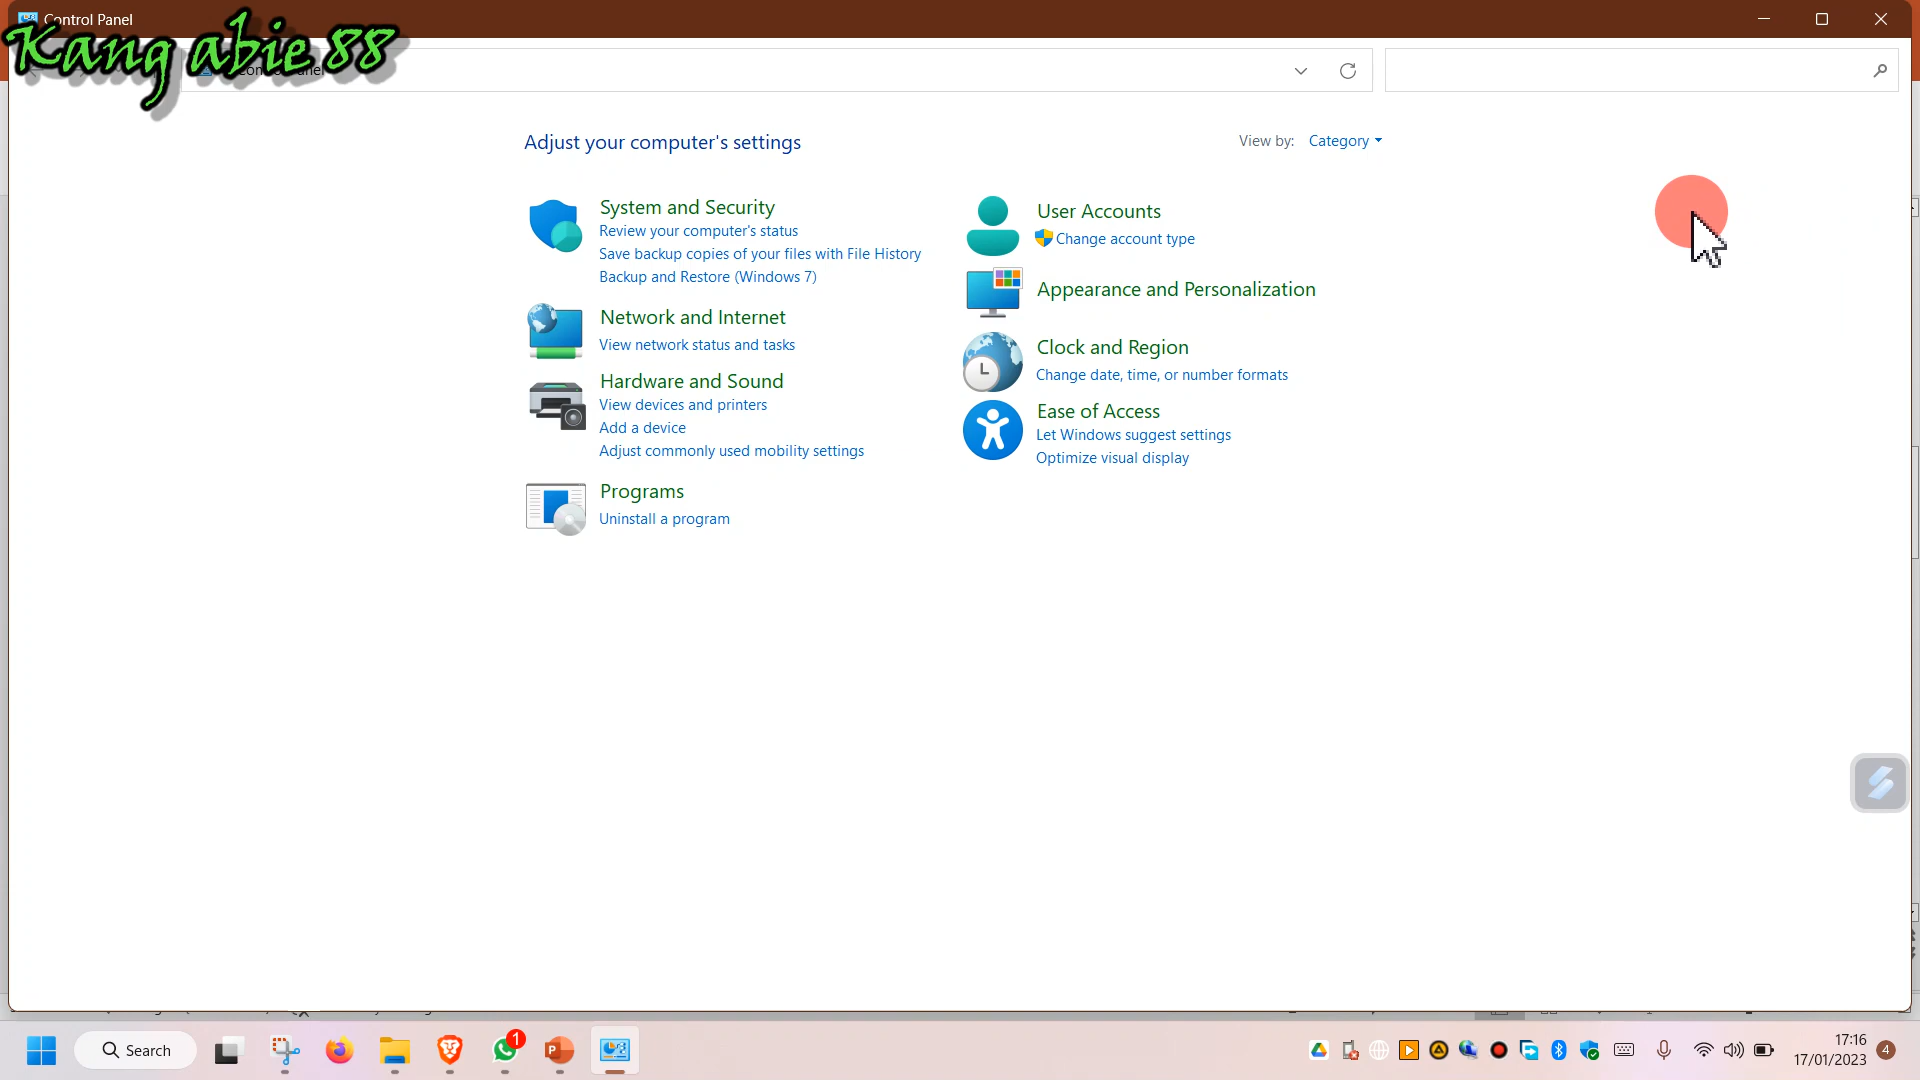 Control Panel
Kang abie 88
Control Panel
Adjust your computer's settings
View by: Category
System and Security
Review your computer's status
Save backup copies of your files with File History
Backup and Restore (Windows 7)
Network and Internet
View network status and tasks
Hardware and Sound
View devices and printers
Add a device
Adjust commonly used mobility settings
Programs
Uninstall a program
User Accounts
Change account type
Appearance and Personalization
Clock and Region
Change date, time, or number formats
Ease of Access
Let Windows suggest settings
Optimize visual display
Search
1
17:16
17/01/2023
4